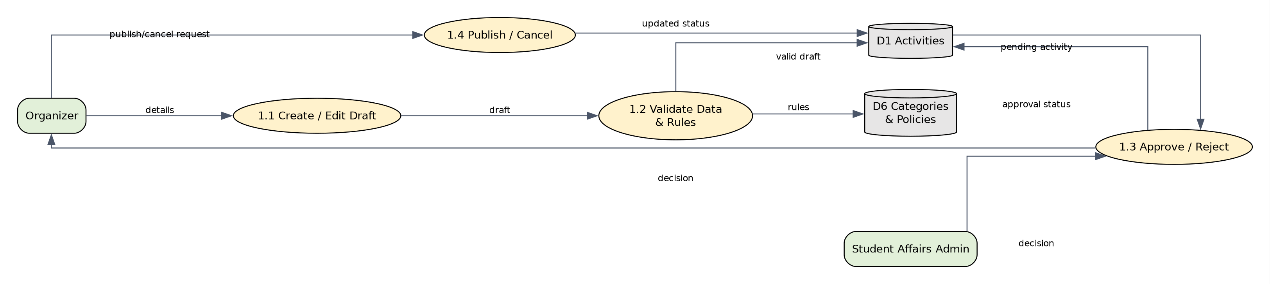 updated status
publish/cancel request
1.4 Publish / Cancel
D1 Activities
pending activity
valid draft
Organizer
details
1.1 Create / Edit Draft
draft
1.2 Validate Data
& Rules
rules
D6 Categories
& Policies
approval status
1.3 Approve / Reject
decision
Student Affairs Admin
decision